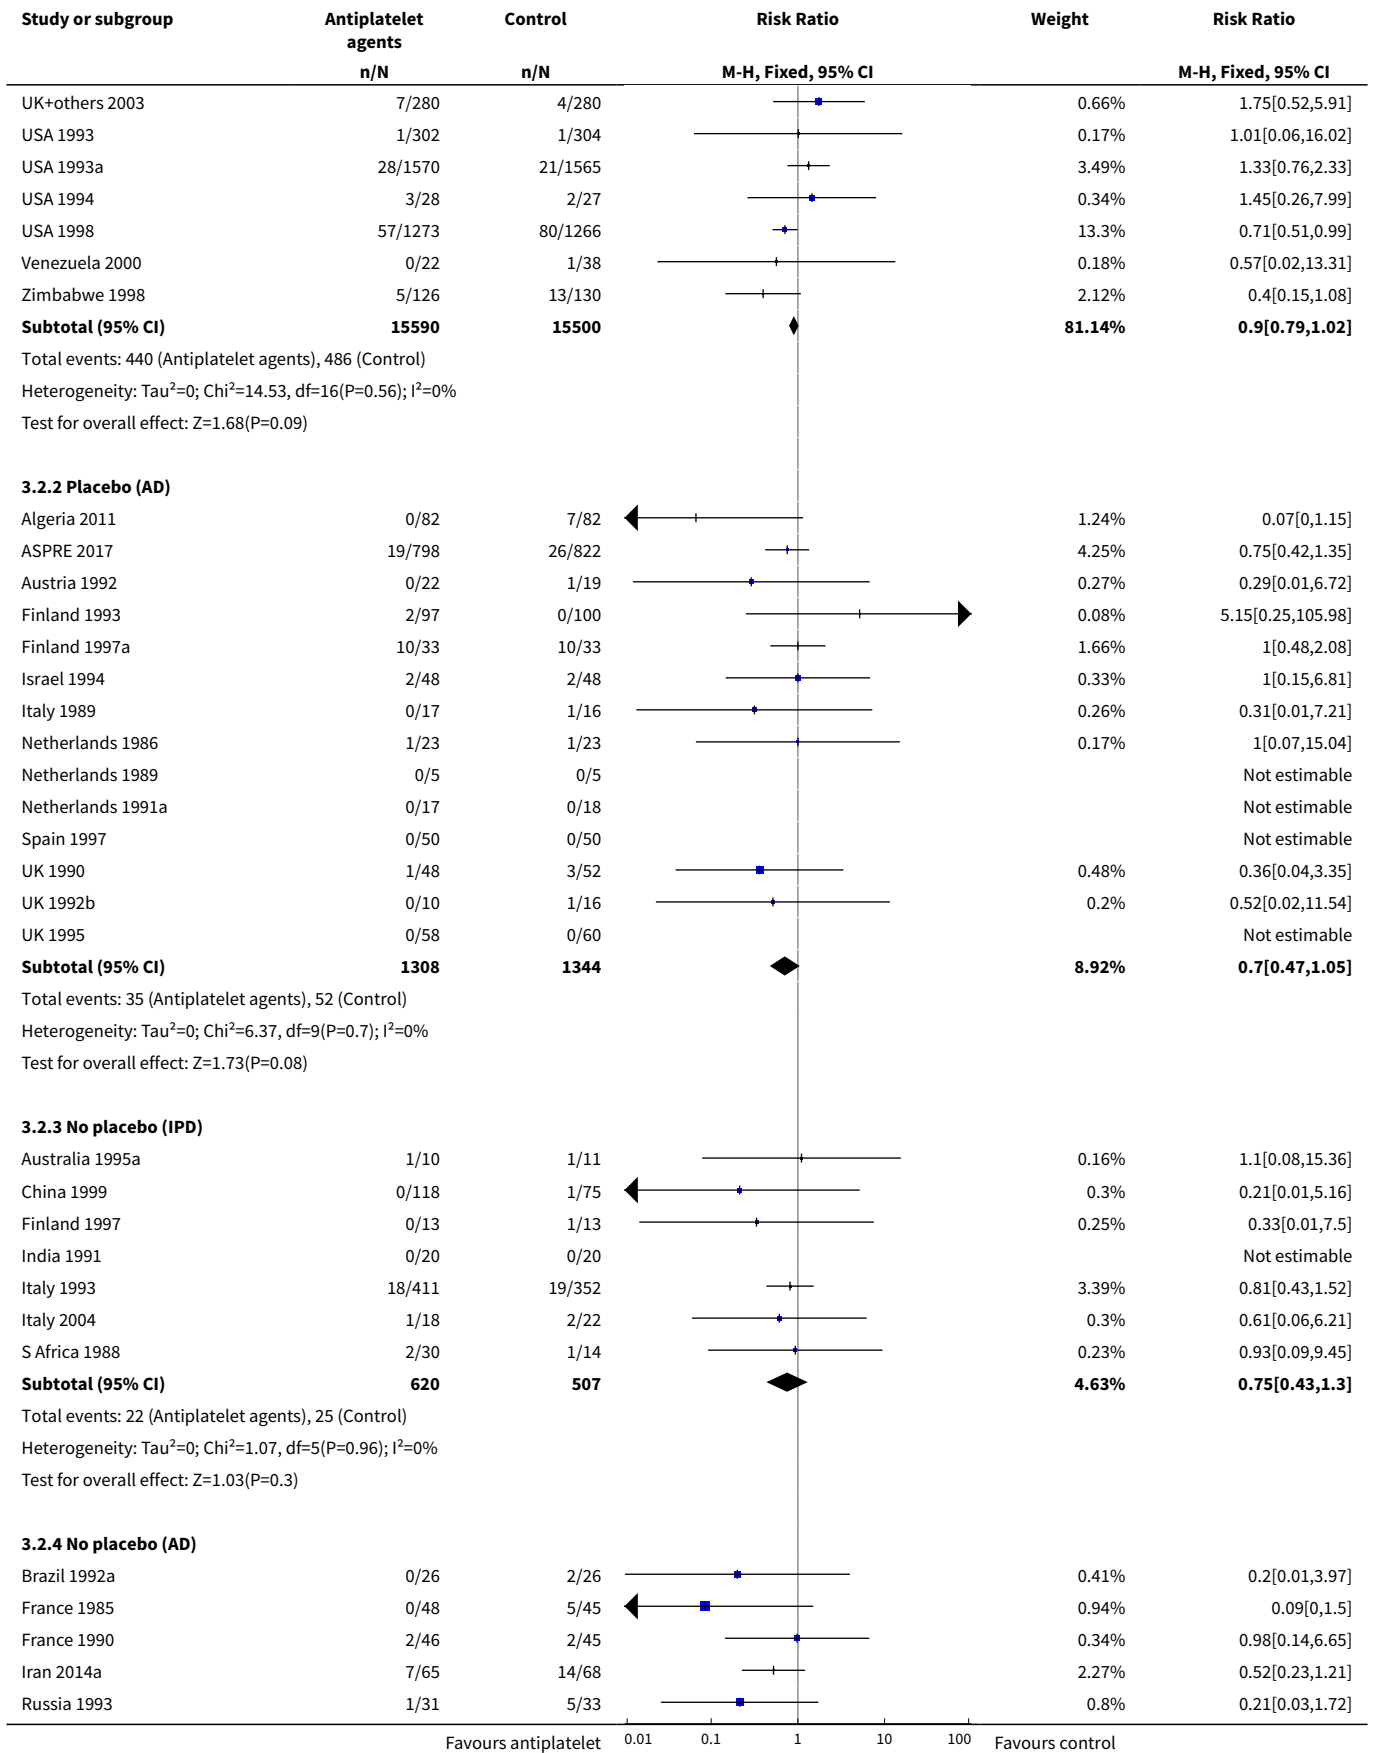 Study or subgroup Antiplatelet agents Control Risk Ratio Weight Risk Ratio
n/N n/N M-H, Fixed, 95% CI M-H, Fixed, 95% CI
UK+others 2003 7/280 4/280 0.66% 1.75[0.52,5.91]
USA 1993 1/302 1/304 0.17% 1.01[0.06,16.02]
USA 1993a 28/1570 21/1565 3.49% 1.33[0.76,2.33]
USA 1994 3/28 2/27 0.34% 1.45[0.26,7.99]
USA 1998 57/1273 80/1266 13.3% 0.71[0.51,0.99]
Venezuela 2000 0/22 1/38 0.18% 0.57[0.02,13.31]
Zimbabwe 1998 5/126 13/130 2.12% 0.4[0.15,1.08]
Subtotal (95% CI) 15590 15500 81.14% 0.9[0.79,1.02]
Total events: 440 (Antiplatelet agents), 486 (Control)
Heterogeneity: Tau²=0; Chi²=14.53, df=16(P=0.56); I²=0%
Test for overall effect: Z=1.68(P=0.09)
3.2.2 Placebo (AD)
Algeria 2011 0/82 7/82 1.24% 0.07[0,1.15]
ASPRE 2017 19/798 26/822 4.25% 0.75[0.42,1.35]
Austria 1992 0/22 1/19 0.27% 0.29[0.01,6.72]
Finland 1993 2/97 0/100 0.08% 5.15[0.25,105.98]
Finland 1997a 10/33 10/33 1.66% 1[0.48,2.08]
Israel 1994 2/48 2/48 0.33% 1[0.15,6.81]
Italy 1989 0/17 1/16 0.26% 0.31[0.01,7.21]
Netherlands 1986 1/23 1/23 0.17% 1[0.07,15.04]
Netherlands 1989 0/5 0/5 Not estimable
Netherlands 1991a 0/17 0/18 Not estimable
Spain 1997 0/50 0/50 Not estimable
UK 1990 1/48 3/52 0.48% 0.36[0.04,3.35]
UK 1992b 0/10 1/16 0.2% 0.52[0.02,11.54]
UK 1995 0/58 0/60 Not estimable
Subtotal (95% CI) 1308 1344 8.92% 0.7[0.47,1.05]
Total events: 35 (Antiplatelet agents), 52 (Control)
Heterogeneity: Tau²=0; Chi²=6.37, df=9(P=0.7); I²=0%
Test for overall effect: Z=1.73(P=0.08)
3.2.3 No placebo (IPD)
Australia 1995a 1/10 1/11 0.16% 1.1[0.08,15.36]
China 1999 0/118 1/75 0.3% 0.21[0.01,5.16]
Finland 1997 0/13 1/13 0.25% 0.33[0.01,7.5]
India 1991 0/20 0/20 Not estimable
Italy 1993 18/411 19/352 3.39% 0.81[0.43,1.52]
Italy 2004 1/18 2/22 0.3% 0.61[0.06,6.21]
S Africa 1988 2/30 1/14 0.23% 0.93[0.09,9.45]
Subtotal (95% CI) 620 507 4.63% 0.75[0.43,1.3]
Total events: 22 (Antiplatelet agents), 25 (Control)
Heterogeneity: Tau²=0; Chi²=1.07, df=5(P=0.96); I²=0%
Test for overall effect: Z=1.03(P=0.3)
3.2.4 No placebo (AD)
Brazil 1992a 0/26 2/26 0.41% 0.2[0.01,3.97]
France 1985 0/48 5/45 0.94% 0.09[0,1.5]
France 1990 2/46 2/45 0.34% 0.98[0.14,6.65]
Iran 2014a 7/65 14/68 2.27% 0.52[0.23,1.21]
Russia 1993 1/31 5/33 0.8% 0.21[0.03,1.72]
Favours antiplatelet 0.01 0.1 1 10 100 Favours control